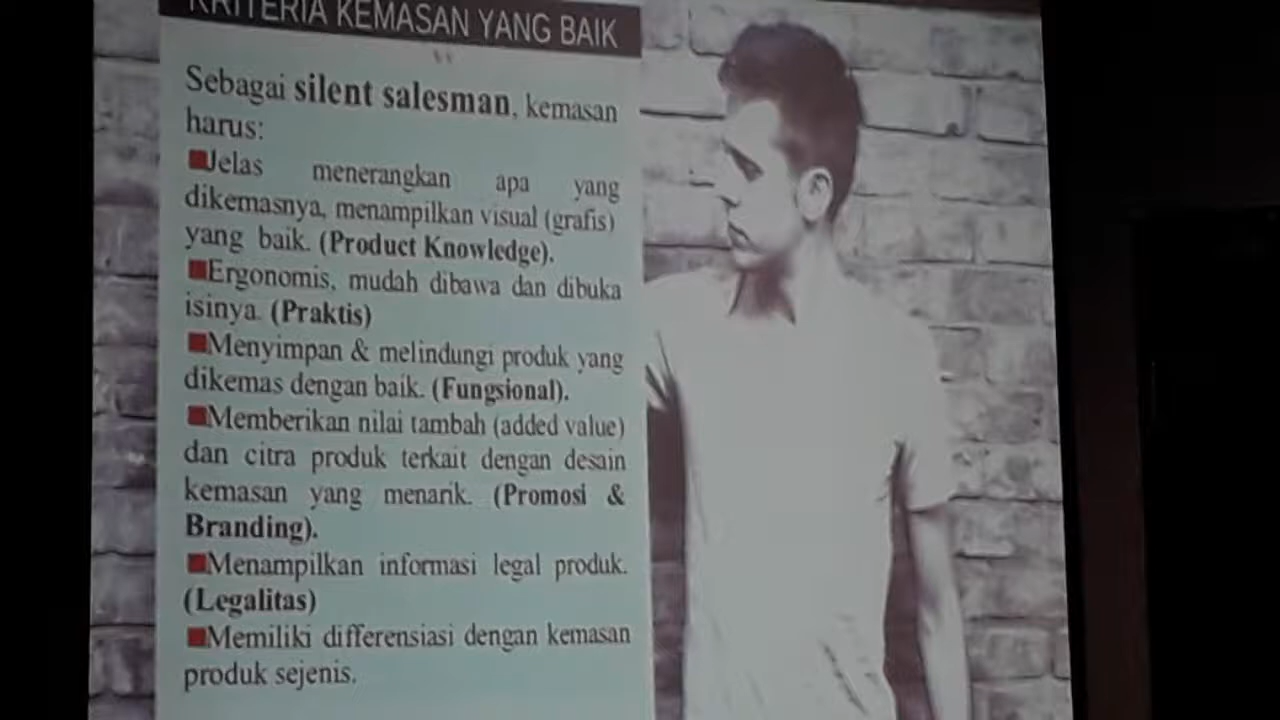 KRITERIA KEMASAN YANG BAIK
Sebagai silent salesman, kemasan
harus:
Jelas menerangkan apa yang
dikemasnya, menampilkan visual (grafis)
yang baik. (Product Knowledge).
Ergonomis, mudah dibawa dan dibuka
isinya. (Praktis)
Menyimpan & melindungi produk yang
dikemas dengan baik. (Fungsional).
Memberikan nilai tambah (added value)
dan citra produk terkait dengan desain
kemasan yang menarik. (Promosi &
Branding).
Menampilkan informasi legal produk.
(Legalitas)
Memiliki differensiasi dengan kemasan
produk sejenis.